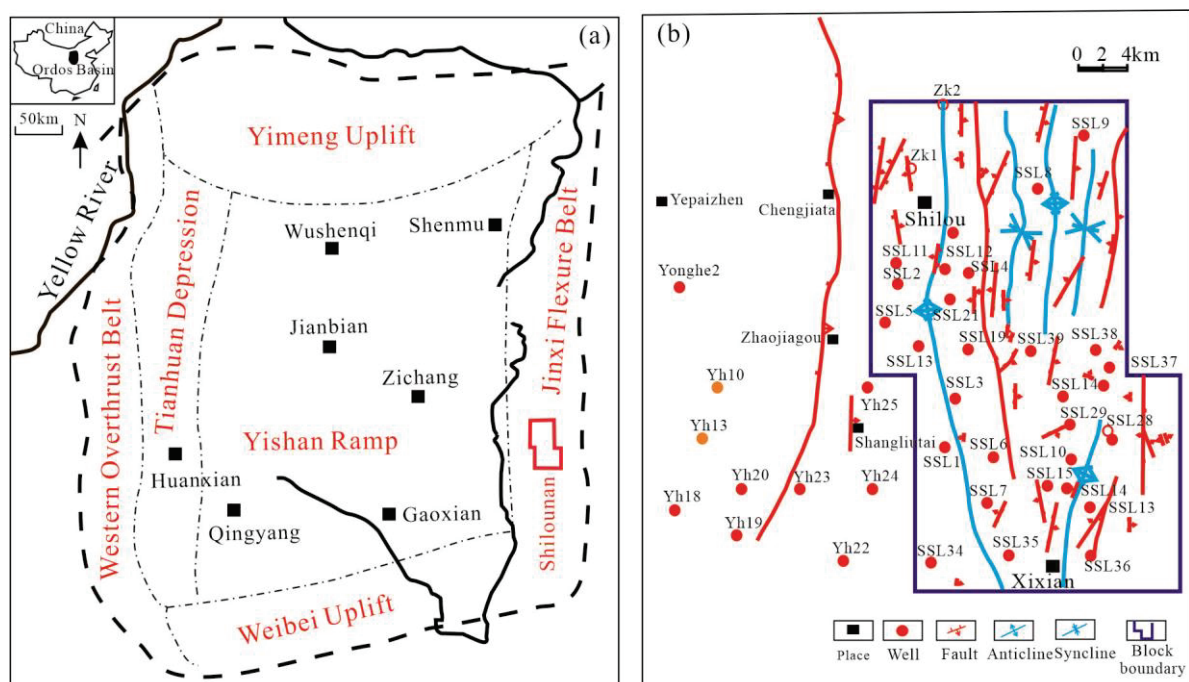 China
Ordos Basin
50km
N
(a)
Yimeng Uplift
Yellow River
Tianhuan Depression
Western Overthrust Belt
Wushenqi
Shenmu
Jianbian
Zichang
Jinxi Flexure Belt
Yishan Ramp
Huanxian
Qingyang
Gaoxian
Shilounan
Weibei Uplift
(b)
0 2 4km
Zk2
SSL9
Zk1
SSL8
Yepaizhen
Chengjiata
Shilou
SSL11
SSL12
SSL2
SSL4
Yonghe2
SSL5
SSL21
Zhaojiagou
SSL13
SSL19
SSL39
SSL38
SSL37
Yh10
Yh25
SSL3
SSL14
Yh13
Shangliutai
SSL29
SSL28
SSL1
SSL6
SSL10
Yh20
Yh23
Yh24
SSL15
SSL14
Yh18
SSL7
SSL13
Yh19
Yh22
SSL34
SSL35
SSL36
Xixian
Place
Well
Fault
Anticline
Syncline
Block
boundary